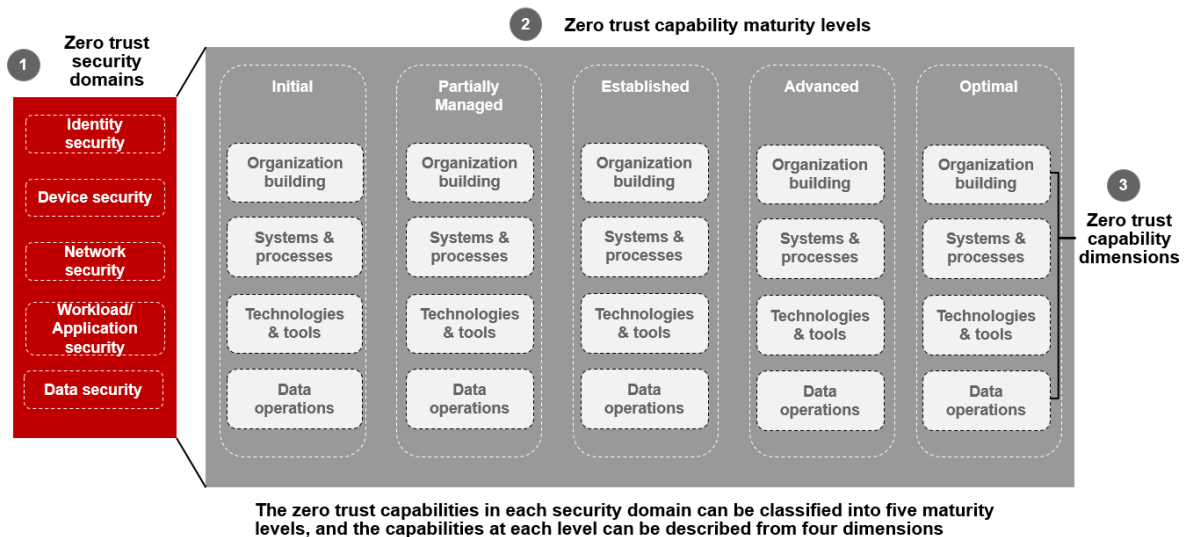 1
Zero trust
security
domains
Identity
security
Device security
Network
security
Workload/
Application
security
Data security
2
Zero trust capability maturity levels
Initial
Organization
building
Systems &
processes
Technologies
& tools
Data
operations
Partially
Managed
Organization
building
Systems &
processes
Technologies
& tools
Data
operations
Established
Organization
building
Systems &
processes
Technologies
& tools
Data
operations
Advanced
Organization
building
Systems &
processes
Technologies
& tools
Data
operations
Optimal
Organization
building
Systems &
processes
Technologies
& tools
Data
operations
3
Zero trust
capability
dimensions
The zero trust capabilities in each security domain can be classified into five maturity
levels, and the capabilities at each level can be described from four dimensions